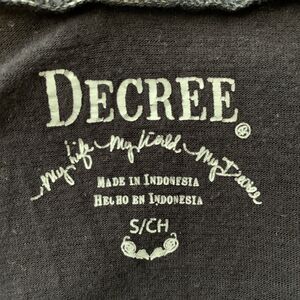 DECREE®
My Life My World My Decree
MADE IN INDONESIA
HECHO EN INDONESIA
S/CH